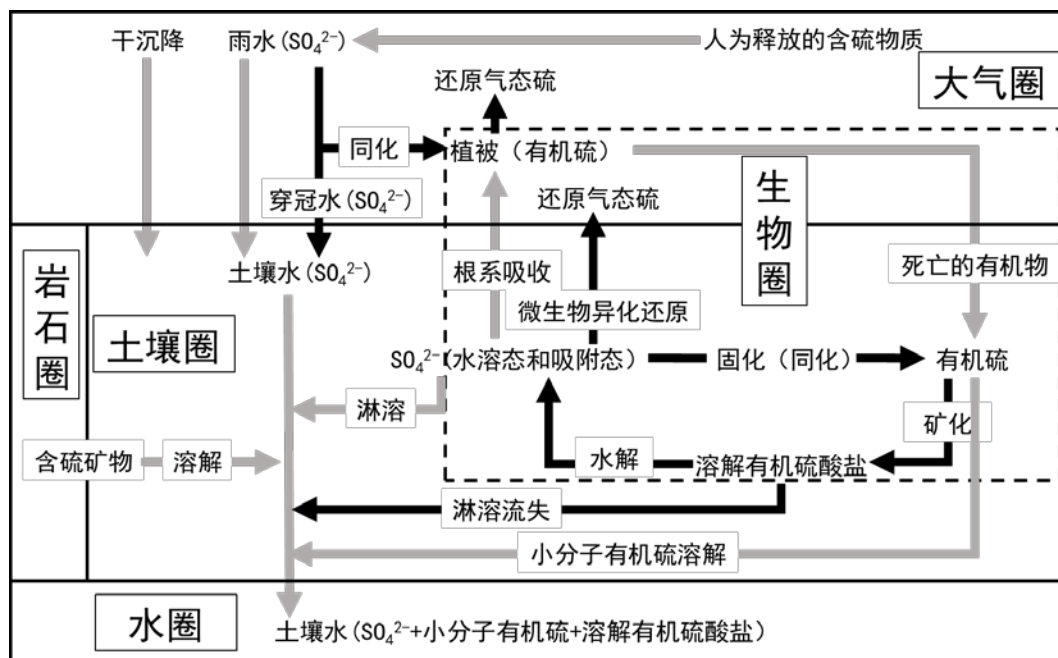 干沉降
雨水(SO₄²⁻)
人为释放的含硫物质
大气圈
还原气态硫
同化
植被（有机硫）
生物圈
穿冠水(SO₄²⁻)
还原气态硫
岩石圈
土壤水(SO₄²⁻)
根系吸收
死亡的有机物
土壤圈
微生物异化还原
SO₄²⁻(水溶态和吸附态)
固化（同化）
有机硫
淋溶
矿化
含硫矿物
溶解
水解
溶解有机硫酸盐
淋溶流失
小分子有机硫溶解
水圈
土壤水(SO₄²⁻+小分子有机硫+溶解有机硫酸盐)